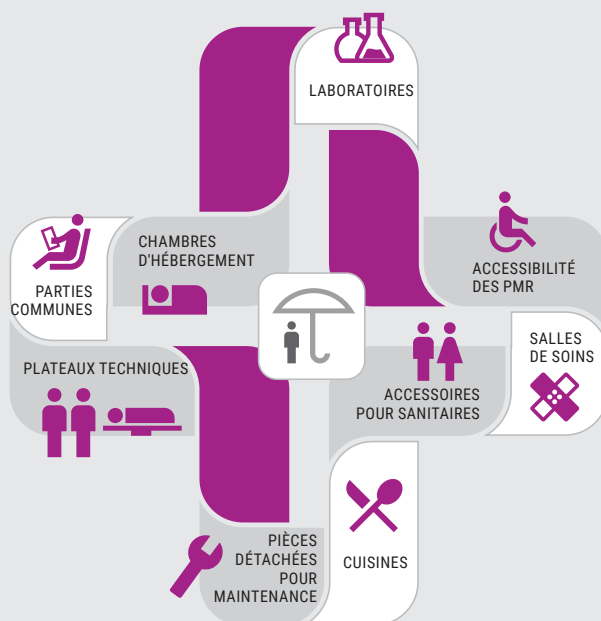 LABORATOIRES
CHAMBRES
D'HÉBERGEMENT
ACCESSIBILITÉ
DES PMR
PARTIES
COMMUNES
SALLES
DE SOINS
PLATEAUX TECHNIQUES
ACCESSOIRES
POUR SANITAIRES
PIÈCES
DÉTACHÉES
POUR
MAINTENANCE
CUISINES